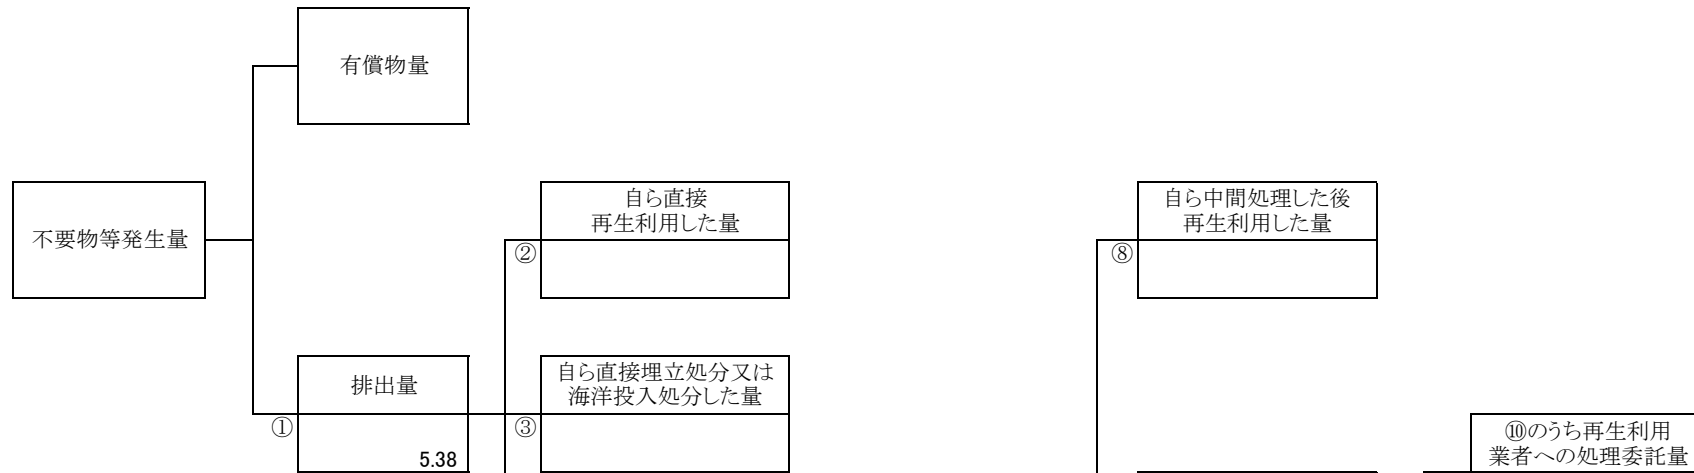 有償物量
不要物等発生量
自ら直接
再生利用した量
②
自ら中間処理した後
再生利用した量
⑧
排出量
①
5.38
自ら直接埋立処分又は
海洋投入処分した量
③
⑩のうち再生利用
業者への処理委託量